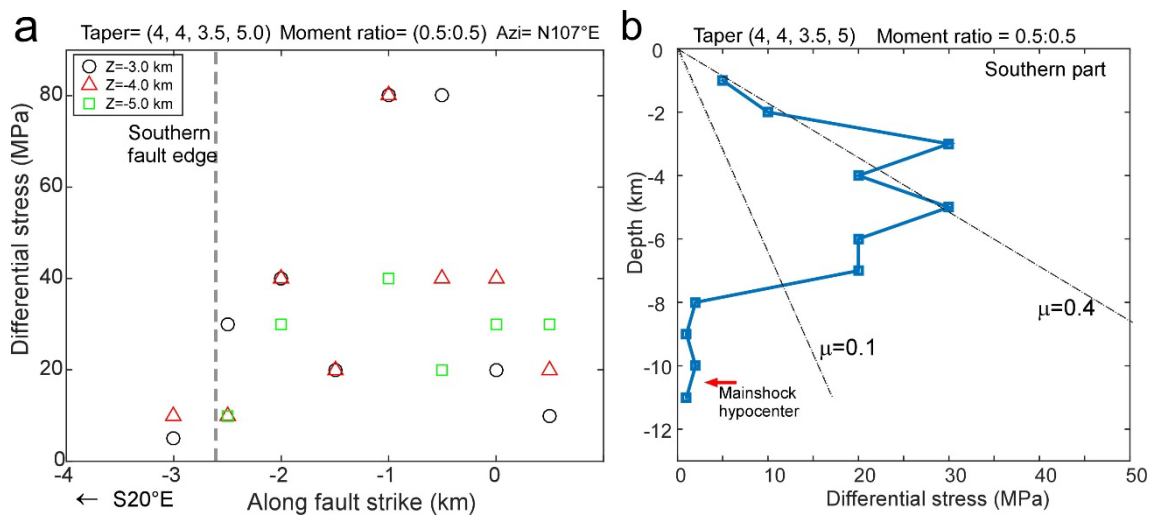 a
Taper= (4, 4, 3.5, 5.0) Moment ratio= (0.5:0.5) Azi= N107°E
Z=-3.0 km
Z=-4.0 km
Z=-5.0 km
Southern
fault edge
Differential stress (MPa)
80
60
40
20
0
-4 -3 -2 -1 0
← S20°E
Along fault strike (km)
b
Taper (4, 4, 3.5, 5) Moment ratio = 0.5:0.5
Southern part
Depth (km)
0
-2
-4
-6
-8
-10
-12
μ=0.4
μ=0.1
Mainshock
hypocenter
0 10 20 30 40 50
Differential stress (MPa)